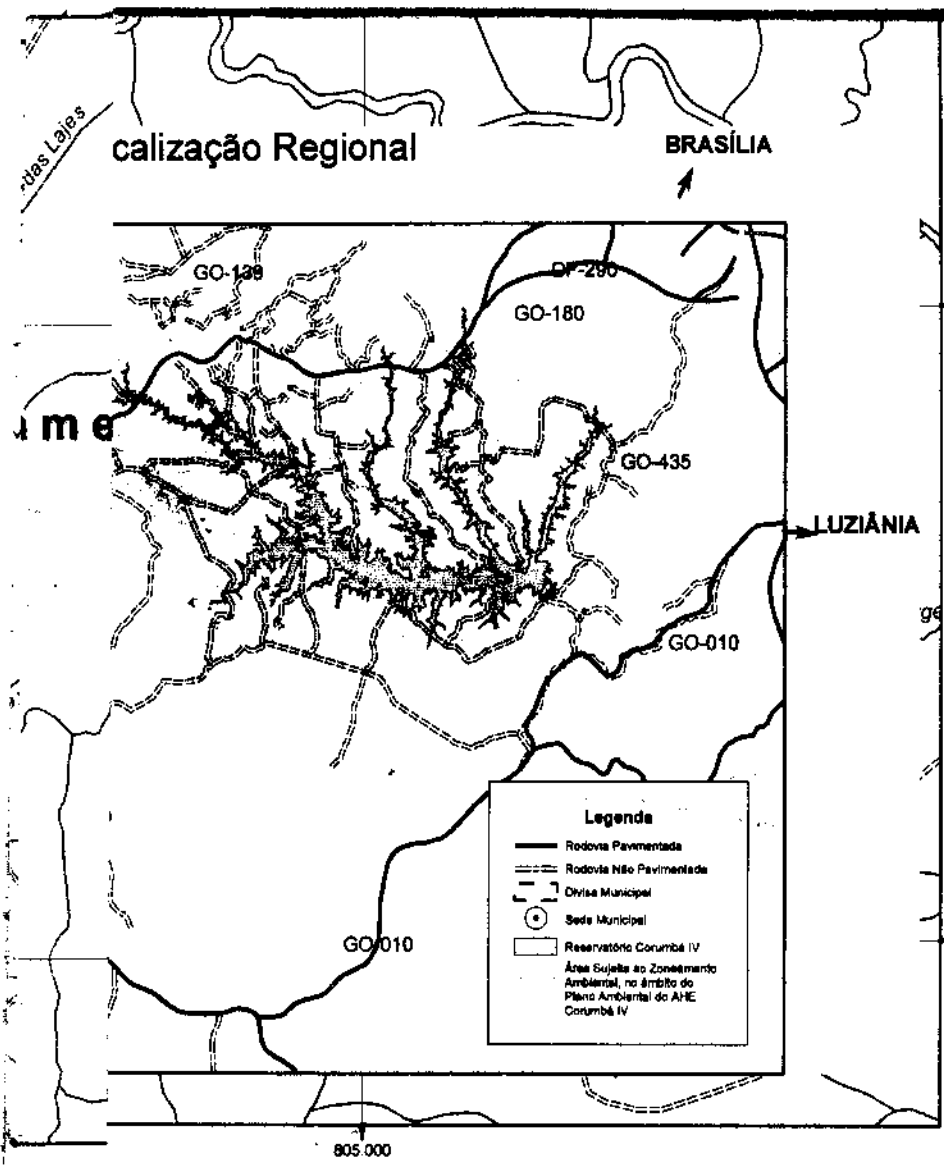 das Lajes
calização Regional
BRASÍLIA
GO-139
DF-290
GO-180
m e
GO-435
LUZIÂNIA
ge
GO-010
Legenda
Rodovia Pavimentada
Rodovia Não Pavimentada
Divisa Municipal
Sede Municipal
Reservatório Corumbá IV
Área Sujeita ao Zoneamento
Ambiental, no âmbito do
Plano Ambiental do AHE
Corumbá IV
GO-010
805.000